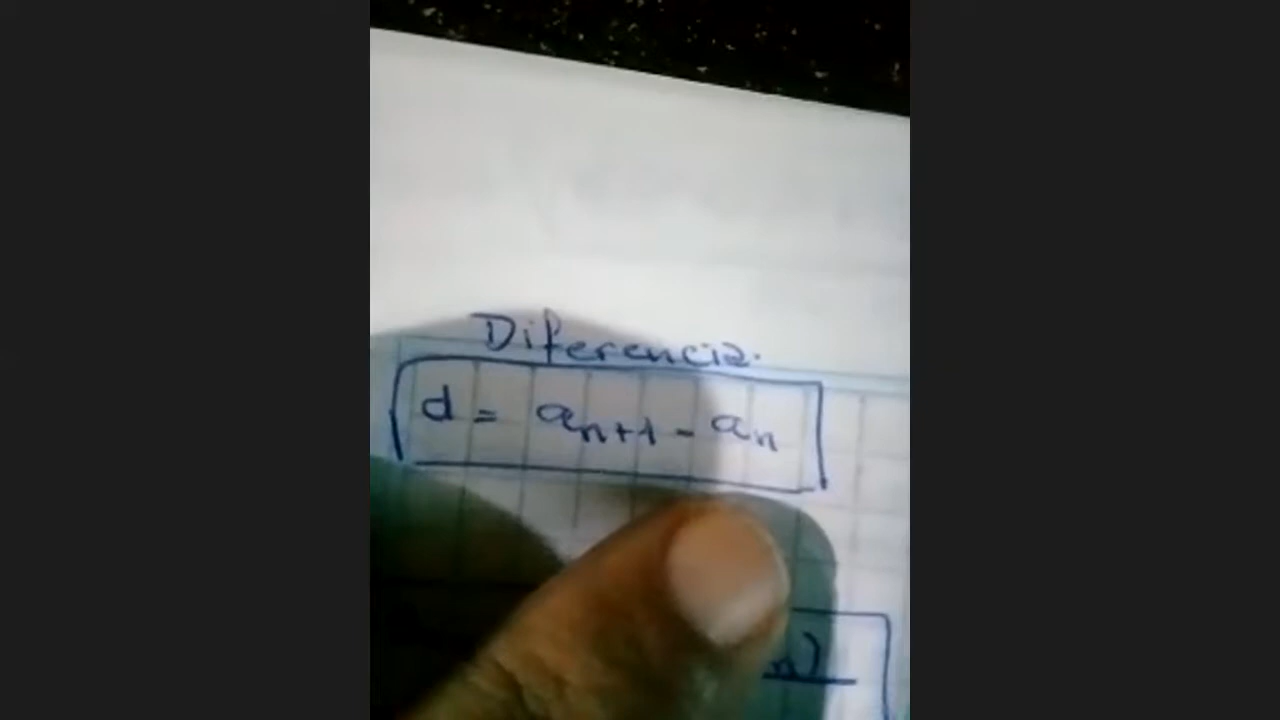 Diferencia.
d = aₙ₊₁ - aₙ
n)